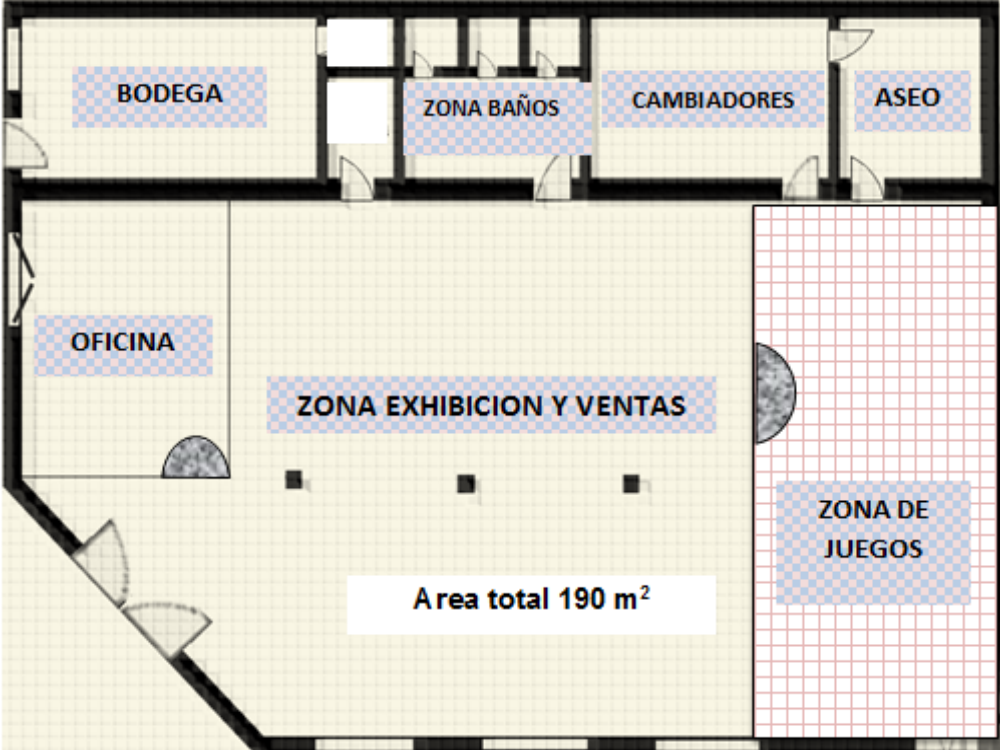 BODEGA
ZONA BAÑOS
CAMBIADORES
ASEO
OFICINA
ZONA EXHIBICION Y VENTAS
ZONA DE
JUEGOS
Area total 190 m²